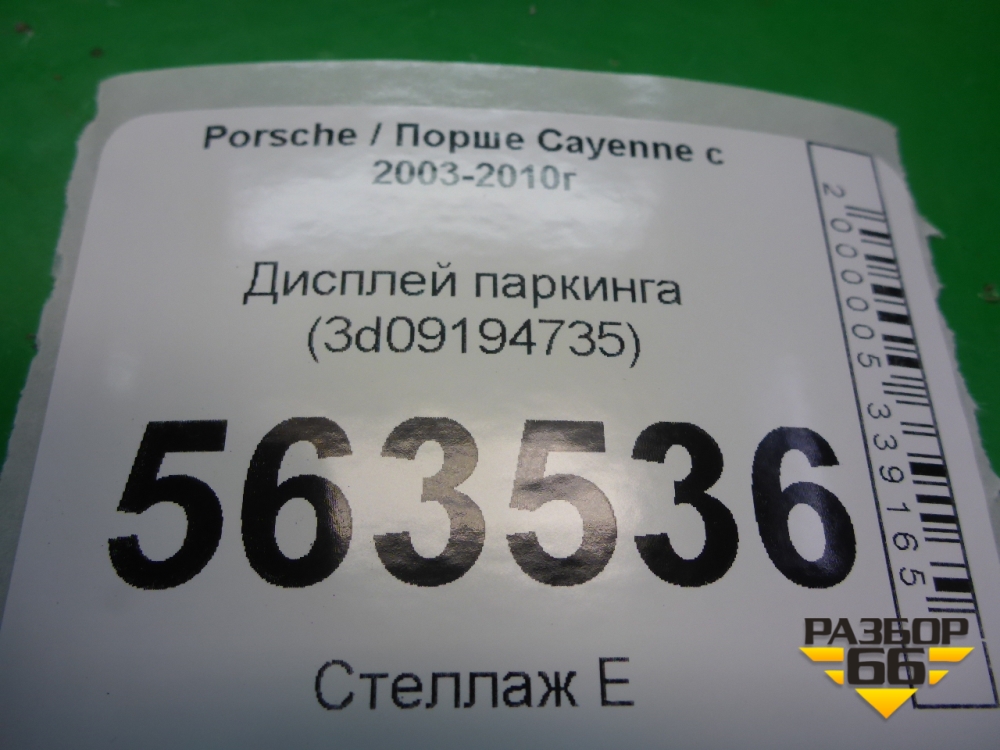 Porsche / Порше Cayenne с
2003-2010г
Дисплей паркинга
(3d09194735)
563536
Стеллаж Е
2000005339165
РАЗБОР
66